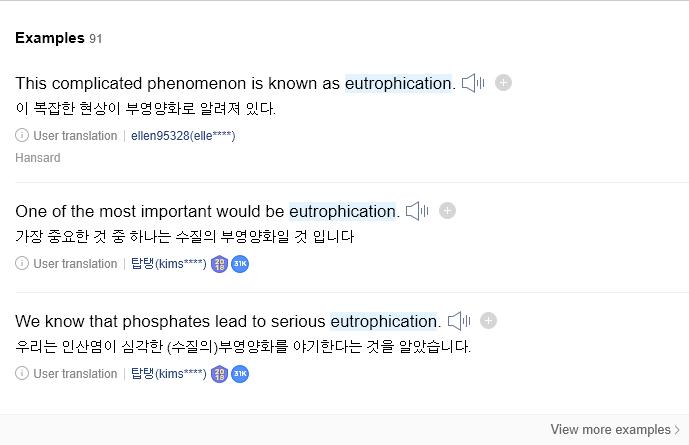 Examples 91
This complicated phenomenon is known as eutrophication.
이 복잡한 현상이 부영양화로 알려져 있다.
User translation | ellen95328(elle****)
Hansard
One of the most important would be eutrophication.
가장 중요한 것 중 하나는 수질의 부영양화일 것 입니다
User translation | 탑탱(kims****) 2018 31K
We know that phosphates lead to serious eutrophication.
우리는 인산염이 심각한 (수질의)부영양화를 야기한다는 것을 알았습니다.
User translation | 탑탱(kims****) 2018 31K
View more examples >